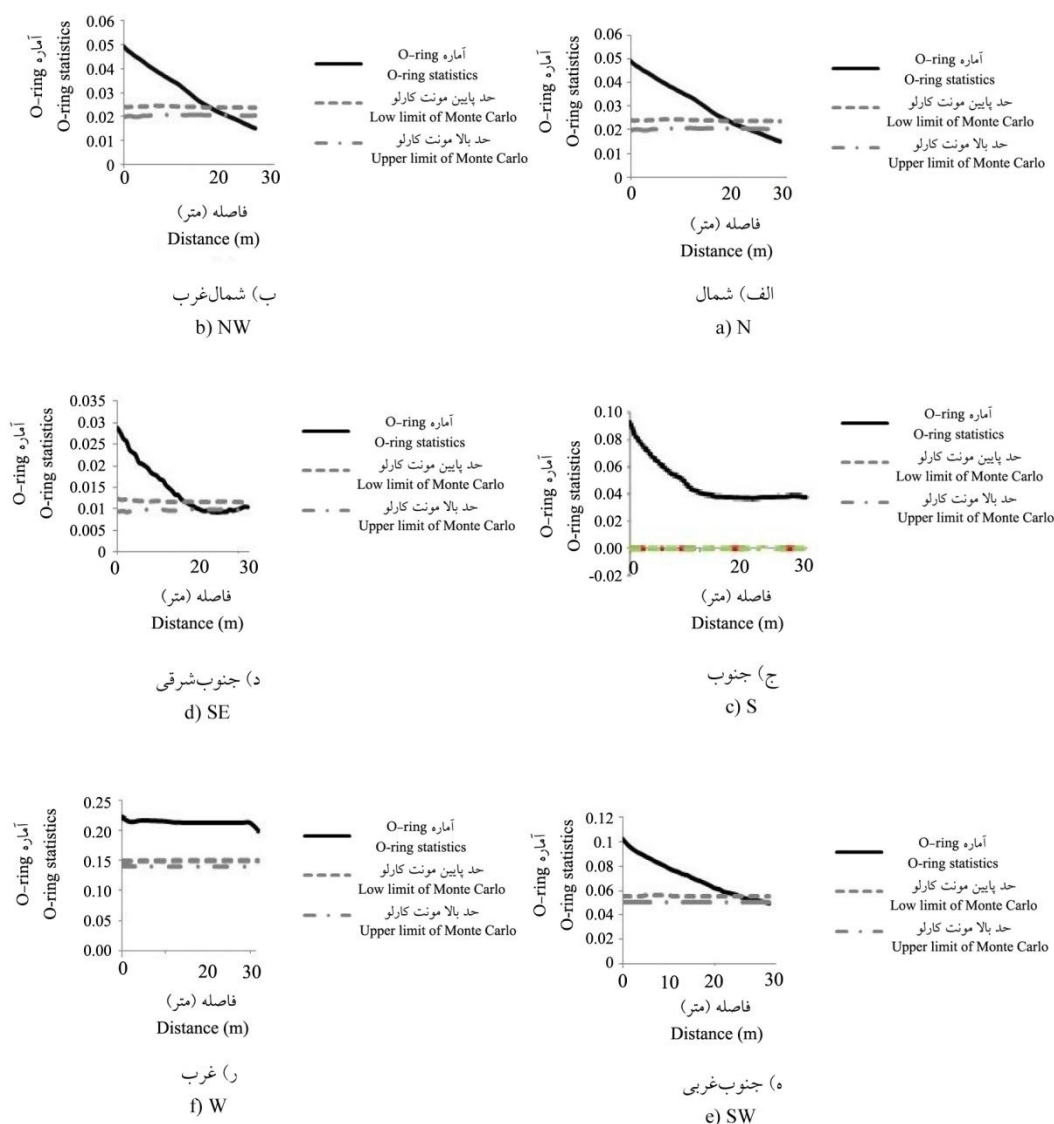 0.06
0.05
0.04
0.03
0.02
0.01
0
0 20 30
آماره O-ring
O-ring statistics
آماره O-ring
O-ring statistics
حد پایین مونت کارلو
Low limit of Monte Carlo
حد بالا مونت کارلو
Upper limit of Monte Carlo
فاصله (متر)
Distance (m)
ب) شمال‌غرب
b) NW
0.06
0.05
0.04
0.03
0.02
0.01
0
0 20 30
آماره O-ring
O-ring statistics
آماره O-ring
O-ring statistics
حد پایین مونت کارلو
Low limit of Monte Carlo
حد بالا مونت کارلو
Upper limit of Monte Carlo
فاصله (متر)
Distance (m)
الف) شمال
a) N
0.035
0.03
0.025
0.02
0.015
0.01
0.005
0
0 20 30
آماره O-ring
O-ring statistics
آماره O-ring
O-ring statistics
حد پایین مونت کارلو
Low limit of Monte Carlo
حد بالا مونت کارلو
Upper limit of Monte Carlo
فاصله (متر)
Distance (m)
د) جنوب‌شرقی
d) SE
0.10
0.08
0.06
0.04
0.02
0.00
-0.02
0 20 30
آماره O-ring
O-ring statistics
آماره O-ring
O-ring statistics
حد پایین مونت کارلو
Low limit of Monte Carlo
حد بالا مونت کارلو
Upper limit of Monte Carlo
فاصله (متر)
Distance (m)
ج) جنوب
c) S
0.25
0.20
0.15
0.15
0.05
0.00
0 20 30
آماره O-ring
O-ring statistics
آماره O-ring
O-ring statistics
حد پایین مونت کارلو
Low limit of Monte Carlo
حد بالا مونت کارلو
Upper limit of Monte Carlo
فاصله (متر)
Distance (m)
ر) غرب
f) W
0.12
0.1
0.08
0.06
0.04
0.02
0
0 10 20 30
آماره O-ring
O-ring statistics
آماره O-ring
O-ring statistics
حد پایین مونت کارلو
Low limit of Monte Carlo
حد بالا مونت کارلو
Upper limit of Monte Carlo
فاصله (متر)
Distance (m)
ه) جنوب‌غربی
e) SW